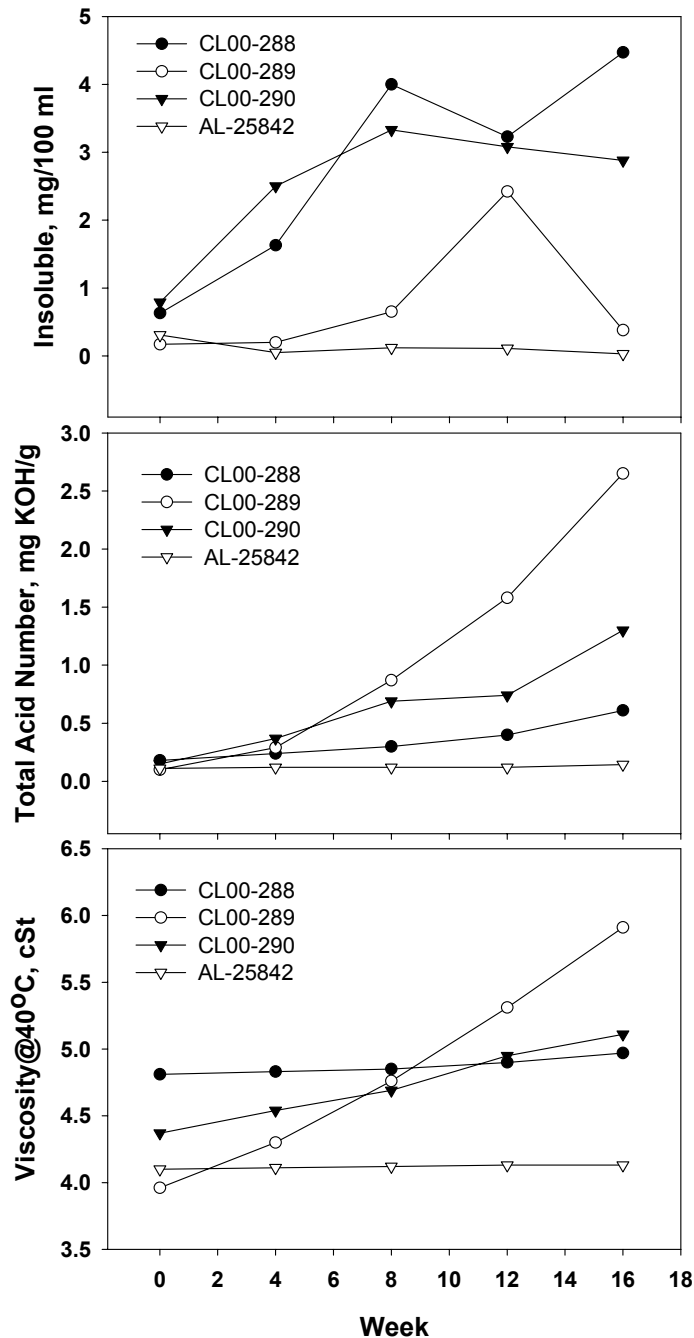 Insoluble, mg/100 ml
5
4
3
2
1
0
CL00-288
CL00-289
CL00-290
AL-25842
Total Acid Number, mg KOH/g
3.0
2.5
2.0
1.5
1.0
0.5
0.0
CL00-288
CL00-289
CL00-290
AL-25842
Viscosity@40ºC, cSt
6.5
6.0
5.5
5.0
4.5
4.0
3.5
CL00-288
CL00-289
CL00-290
AL-25842
0 2 4 6 8 10 12 14 16 18
Week